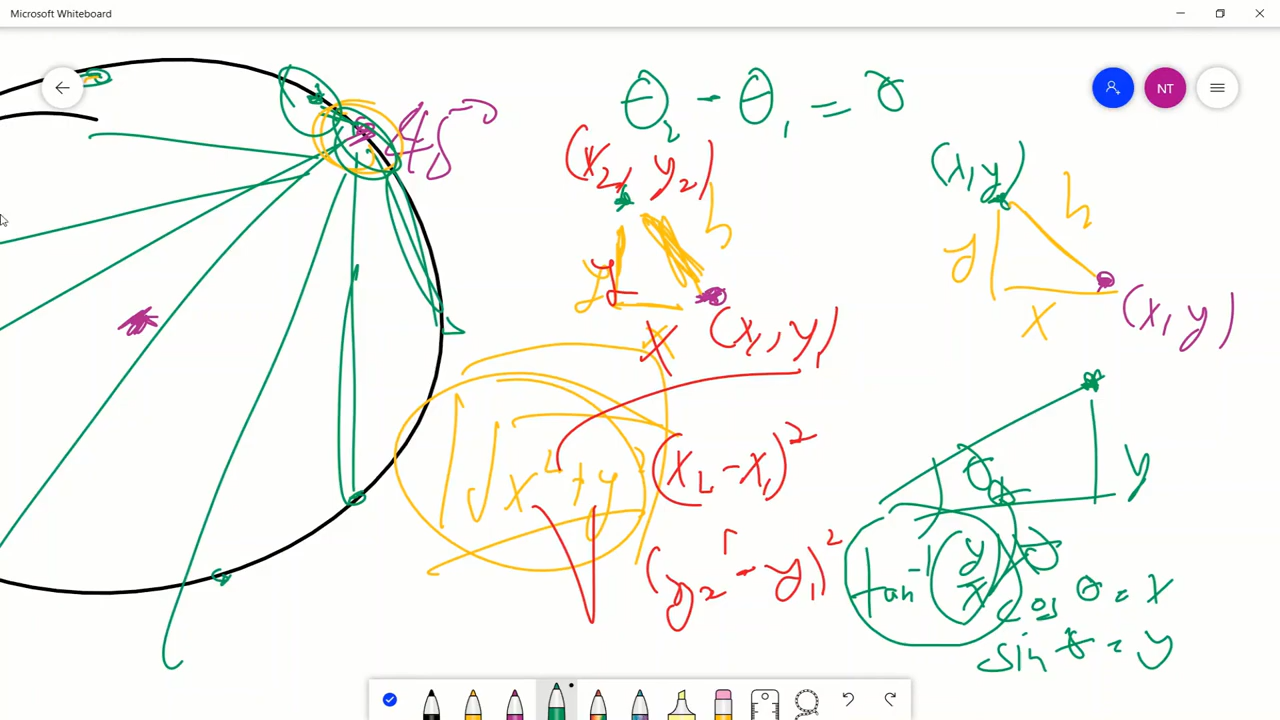 Microsoft Whiteboard
NT
θ₂ - θ₁ = γ
45°
(x₂, y₂)
h
y
x
(x₁, y₁)
(x, y)
h
y
x
(x, y)
√x² + y²
(x₂ - x₁)²
(y₂ - y₁)²
θ
y
tan⁻¹(y/x)
cos θ = x
sin θ = y